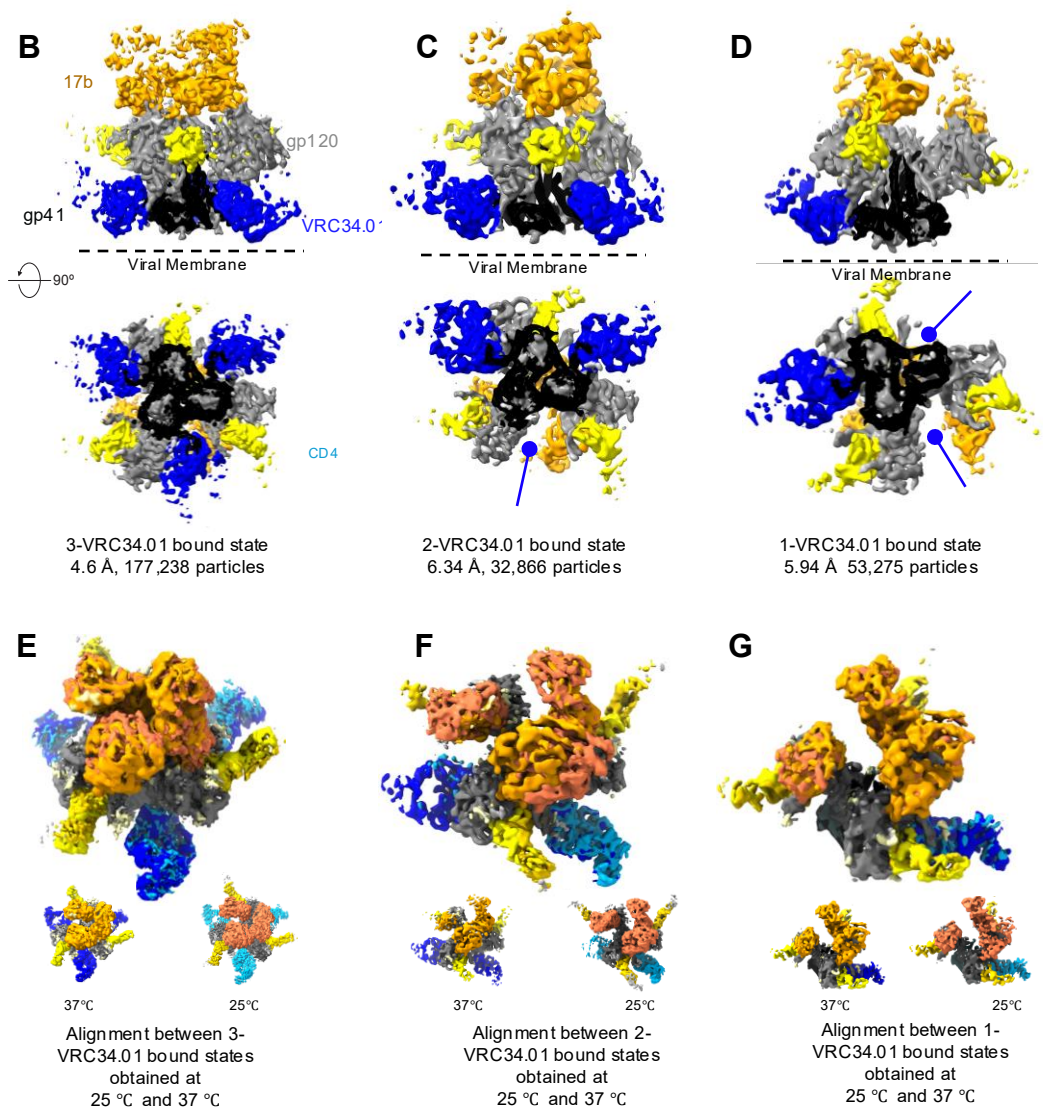 B
C
D
17b
gp120
gp41
VRC34.01
Viral Membrane
Viral Membrane
Viral Membrane
90º
CD4
3-VRC34.01 bound state
4.6 Å, 177,238 particles
2-VRC34.01 bound state
6.34 Å, 32,866 particles
1-VRC34.01 bound state
5.94 Å 53,275 particles
E
F
G
37℃
25℃
37℃
25℃
37℃
25℃
Alignment between 3-
VRC34.01 bound states
obtained at
25 ℃ and 37 ℃
Alignment between 2-
VRC34.01 bound states
obtained at
25 ℃ and 37 ℃
Alignment between 1-
VRC34.01 bound states
obtained at
25 ℃ and 37 ℃